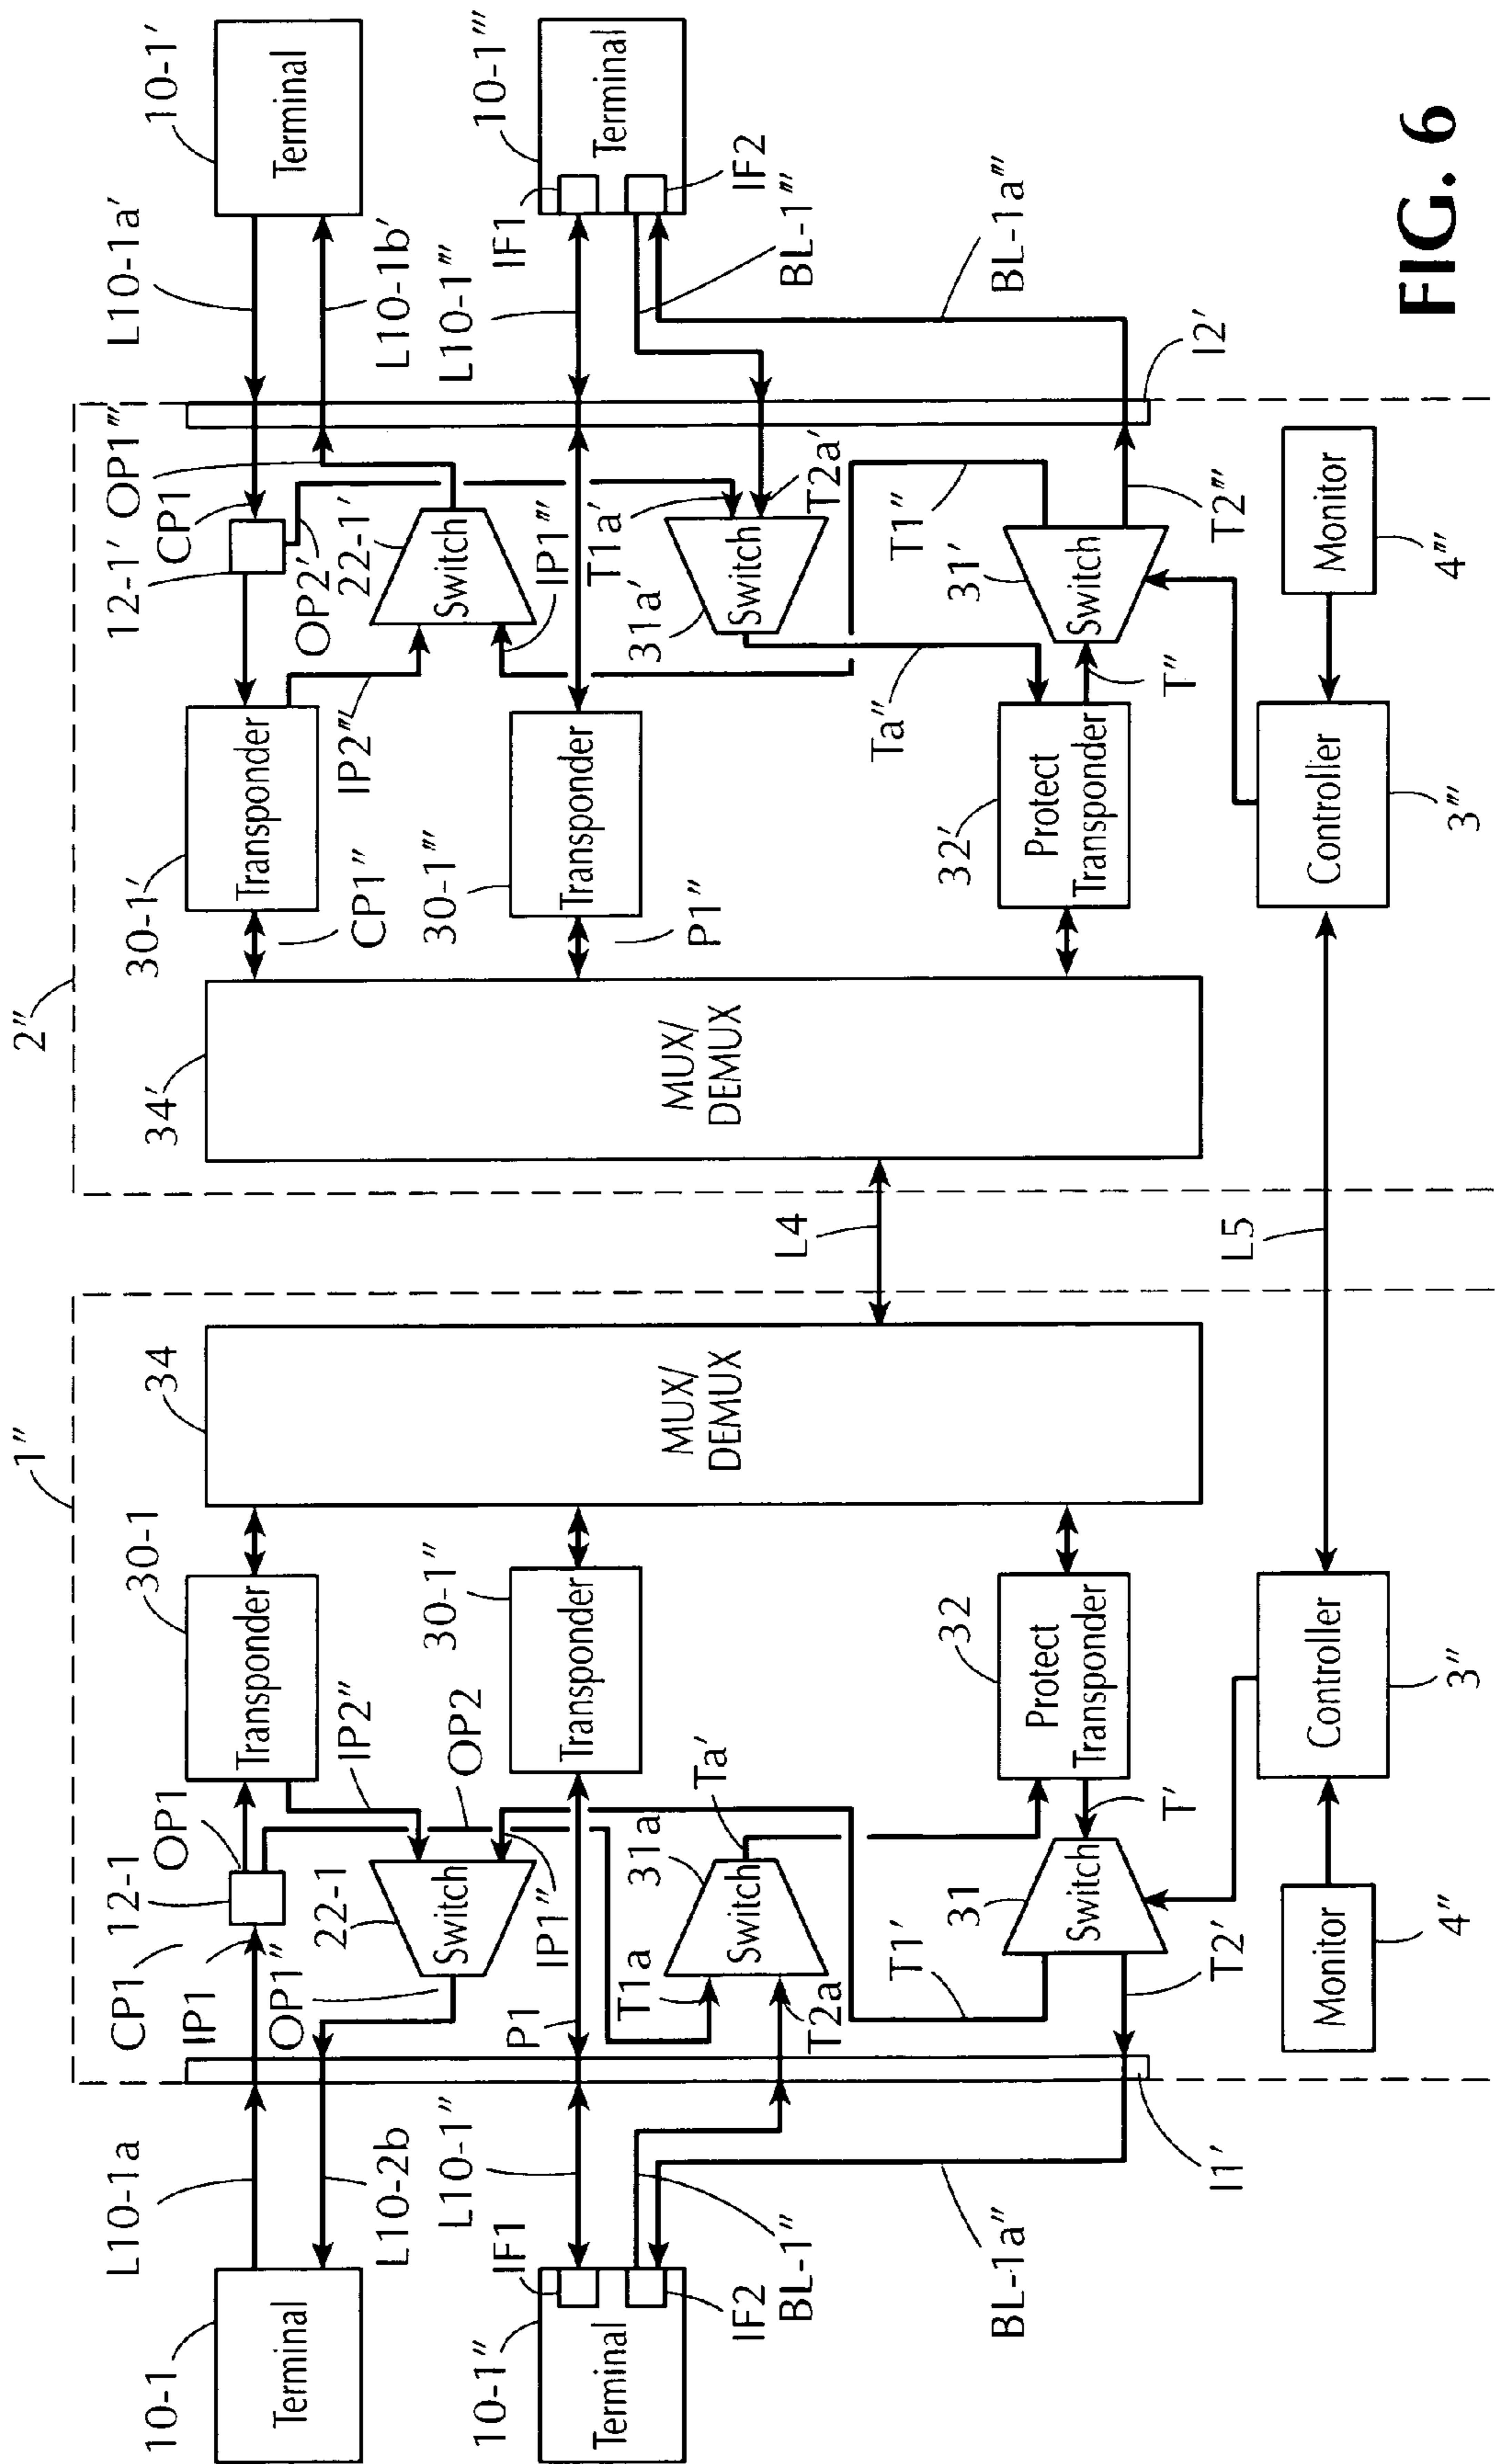 10-1
Terminal
L10-1a
L10-2b
CP1
IP1
12-1
OP1
30-1
Transponder
1″
34
MUX/
DEMUX
IP2″
OP2
22-1
Switch
OP1″
IP1″
10-1″
Terminal
IF1
IF2
L10-1″
BL-1″
BL-1a″
P1
30-1″
Transponder
T1a
T2a
31a
Switch
Ta′
32
Protect
Transponder
T′
31
Switch
T1′
T2′
I1′
Monitor
4″
Controller
3″
L4
L5
2″
34′
MUX/
DEMUX
30-1′
Transponder
CP1″
IP2‴
12-1′
CP1
OP1‴
OP2′
22-1′
Switch
IP1‴
L10-1a′
L10-1b′
10-1′
Terminal
30-1‴
Transponder
P1″
L10-1‴
IF1
IF2
10-1‴
Terminal
BL-1‴
BL-1a‴
T1a′
T2a′
31a′
Switch
Ta″
32′
Protect
Transponder
T″
31′
Switch
T1″
T2‴
I2′
Controller
3‴
Monitor
4‴
FIG. 6